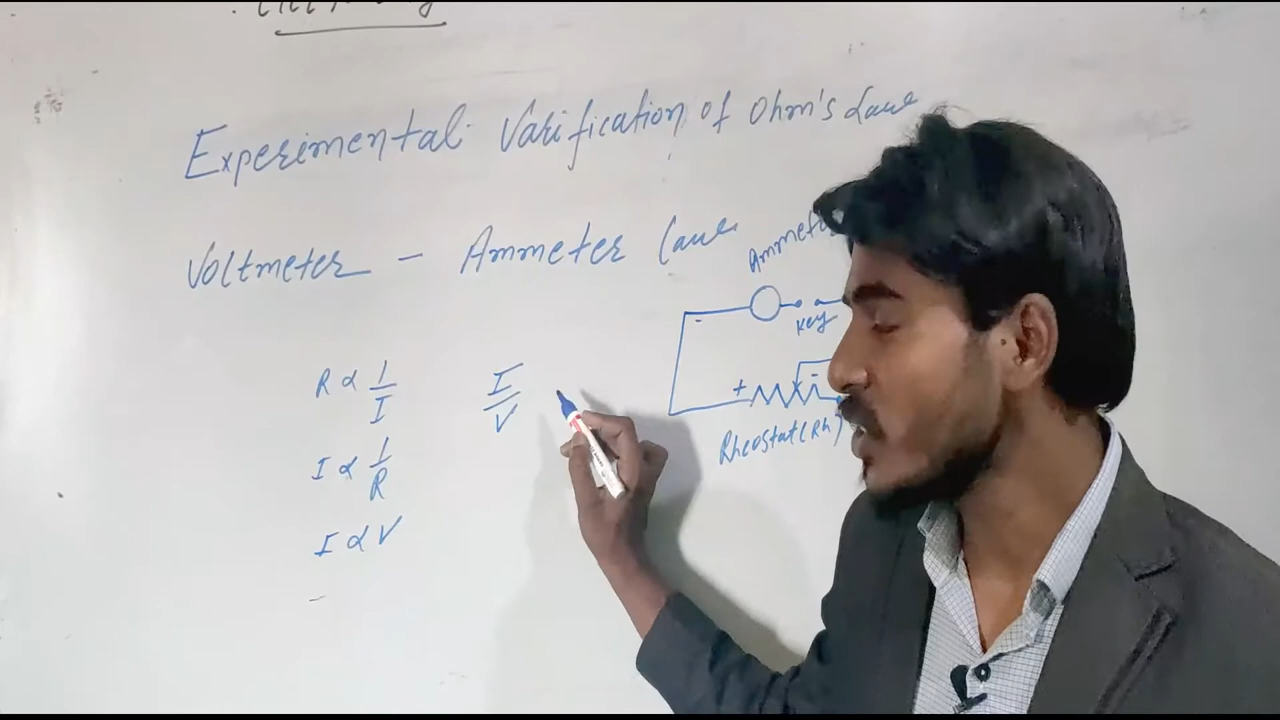 Experimental Varification of Ohm's Law
Voltmeter - Ammeter Law
Ammeter
- Key
+ -
Rheostat (Rh)
R ∝ 1/I
I/V
I ∝ 1/R
I ∝ V